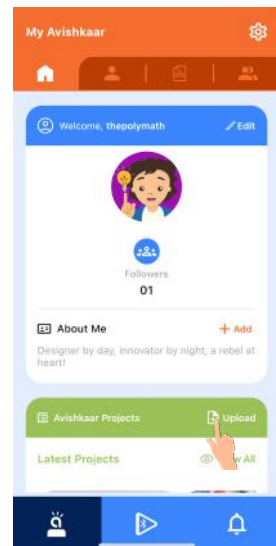 My Avishkaar
Welcome, thepolymath
Edit
Followers
01
About Me
+ Add
Designer by day, innovator by night, a rebel at
heart!
Avishkaar Projects
Upload
Latest Projects
All